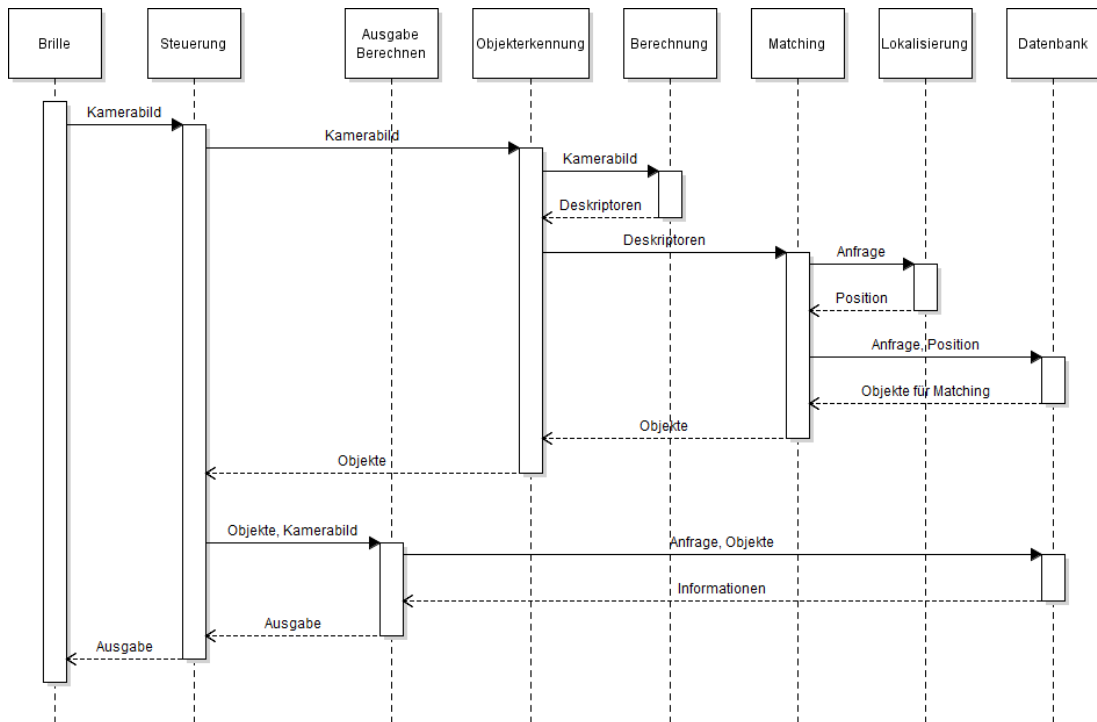 Brille
Steuerung
Ausgabe
Berechnen
Objekterkennung
Berechnung
Matching
Lokalisierung
Datenbank
Kamerabild
Kamerabild
Kamerabild
Deskriptoren
Deskriptoren
Anfrage
Position
Anfrage, Position
Objekte für Matching
Objekte
Objekte
Objekte, Kamerabild
Anfrage, Objekte
Informationen
Ausgabe
Ausgabe